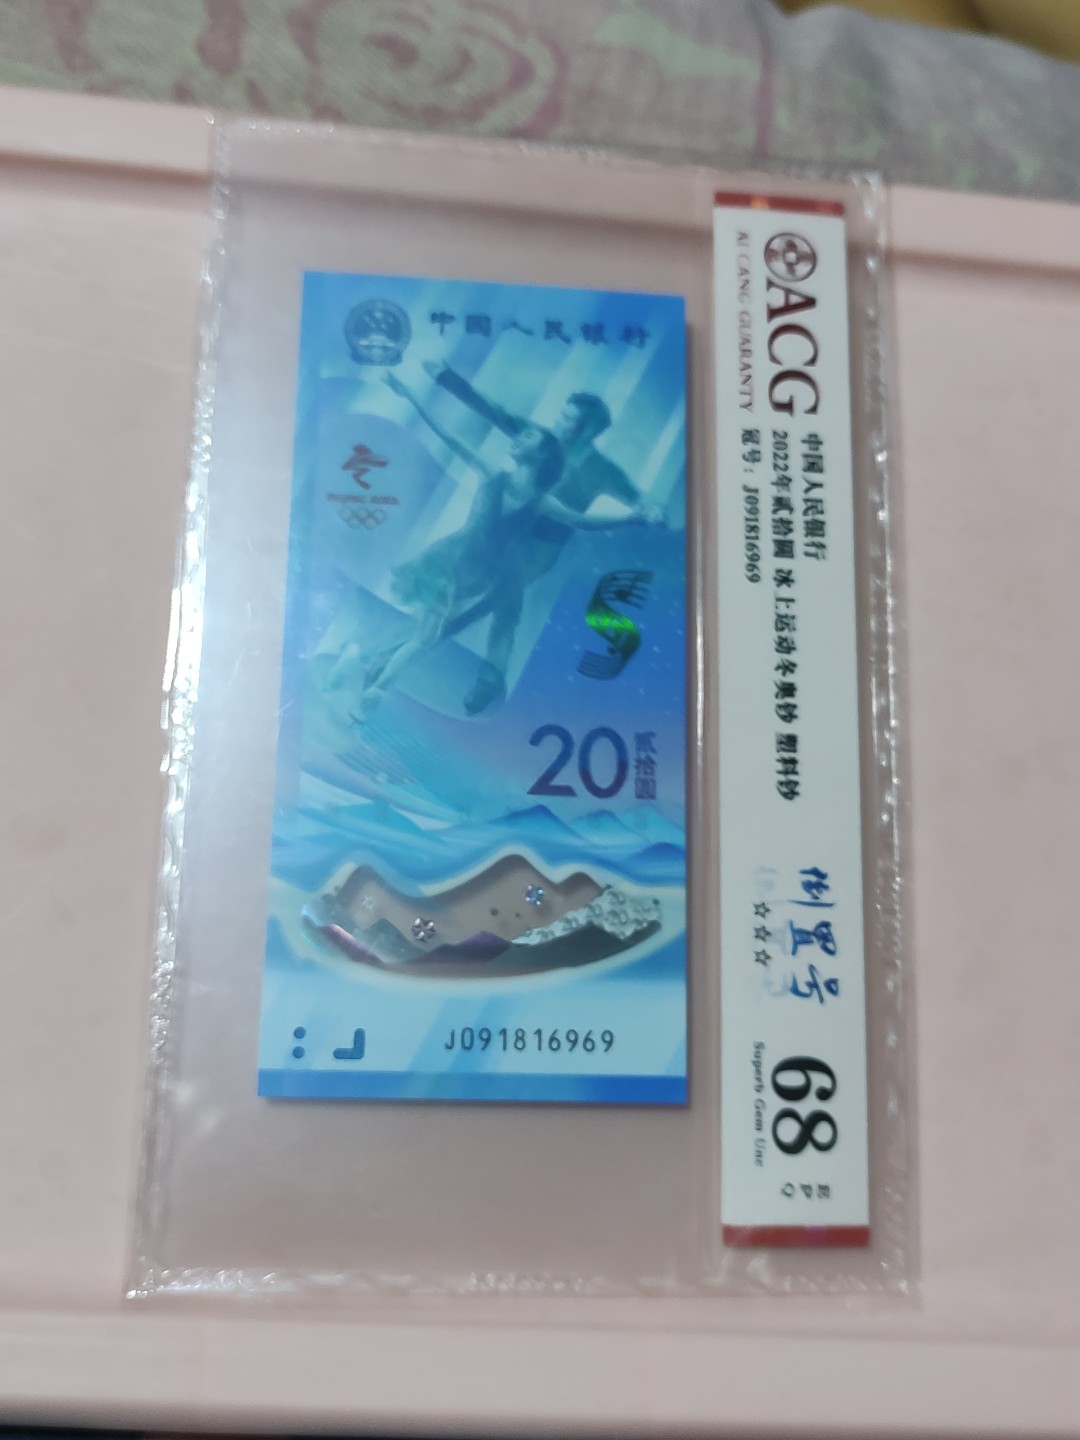 中国人民银行
BEIJING 2022
20
贰拾圆
J091816969
ACG
AI CANG GUARANTY
中国人民银行
2022年贰拾圆 冰上运动冬奥钞 塑料钞
冠号：J091816969
倒置号
☆☆☆
68
Superb Gem Unc
EPQ